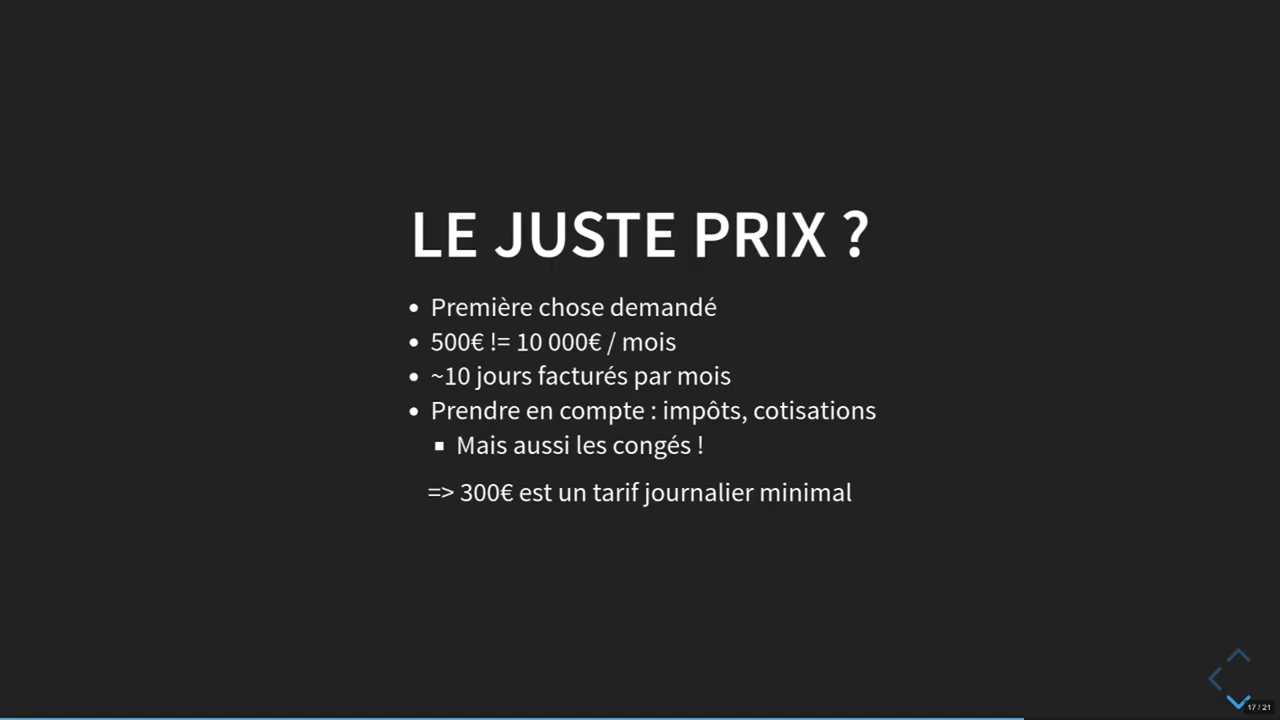 LE JUSTE PRIX ?
Première chose demandé
500€ != 10 000€ / mois
~10 jours facturés par mois
Prendre en compte : impôts, cotisations
Mais aussi les congés !
=> 300€ est un tarif journalier minimal
17 / 21